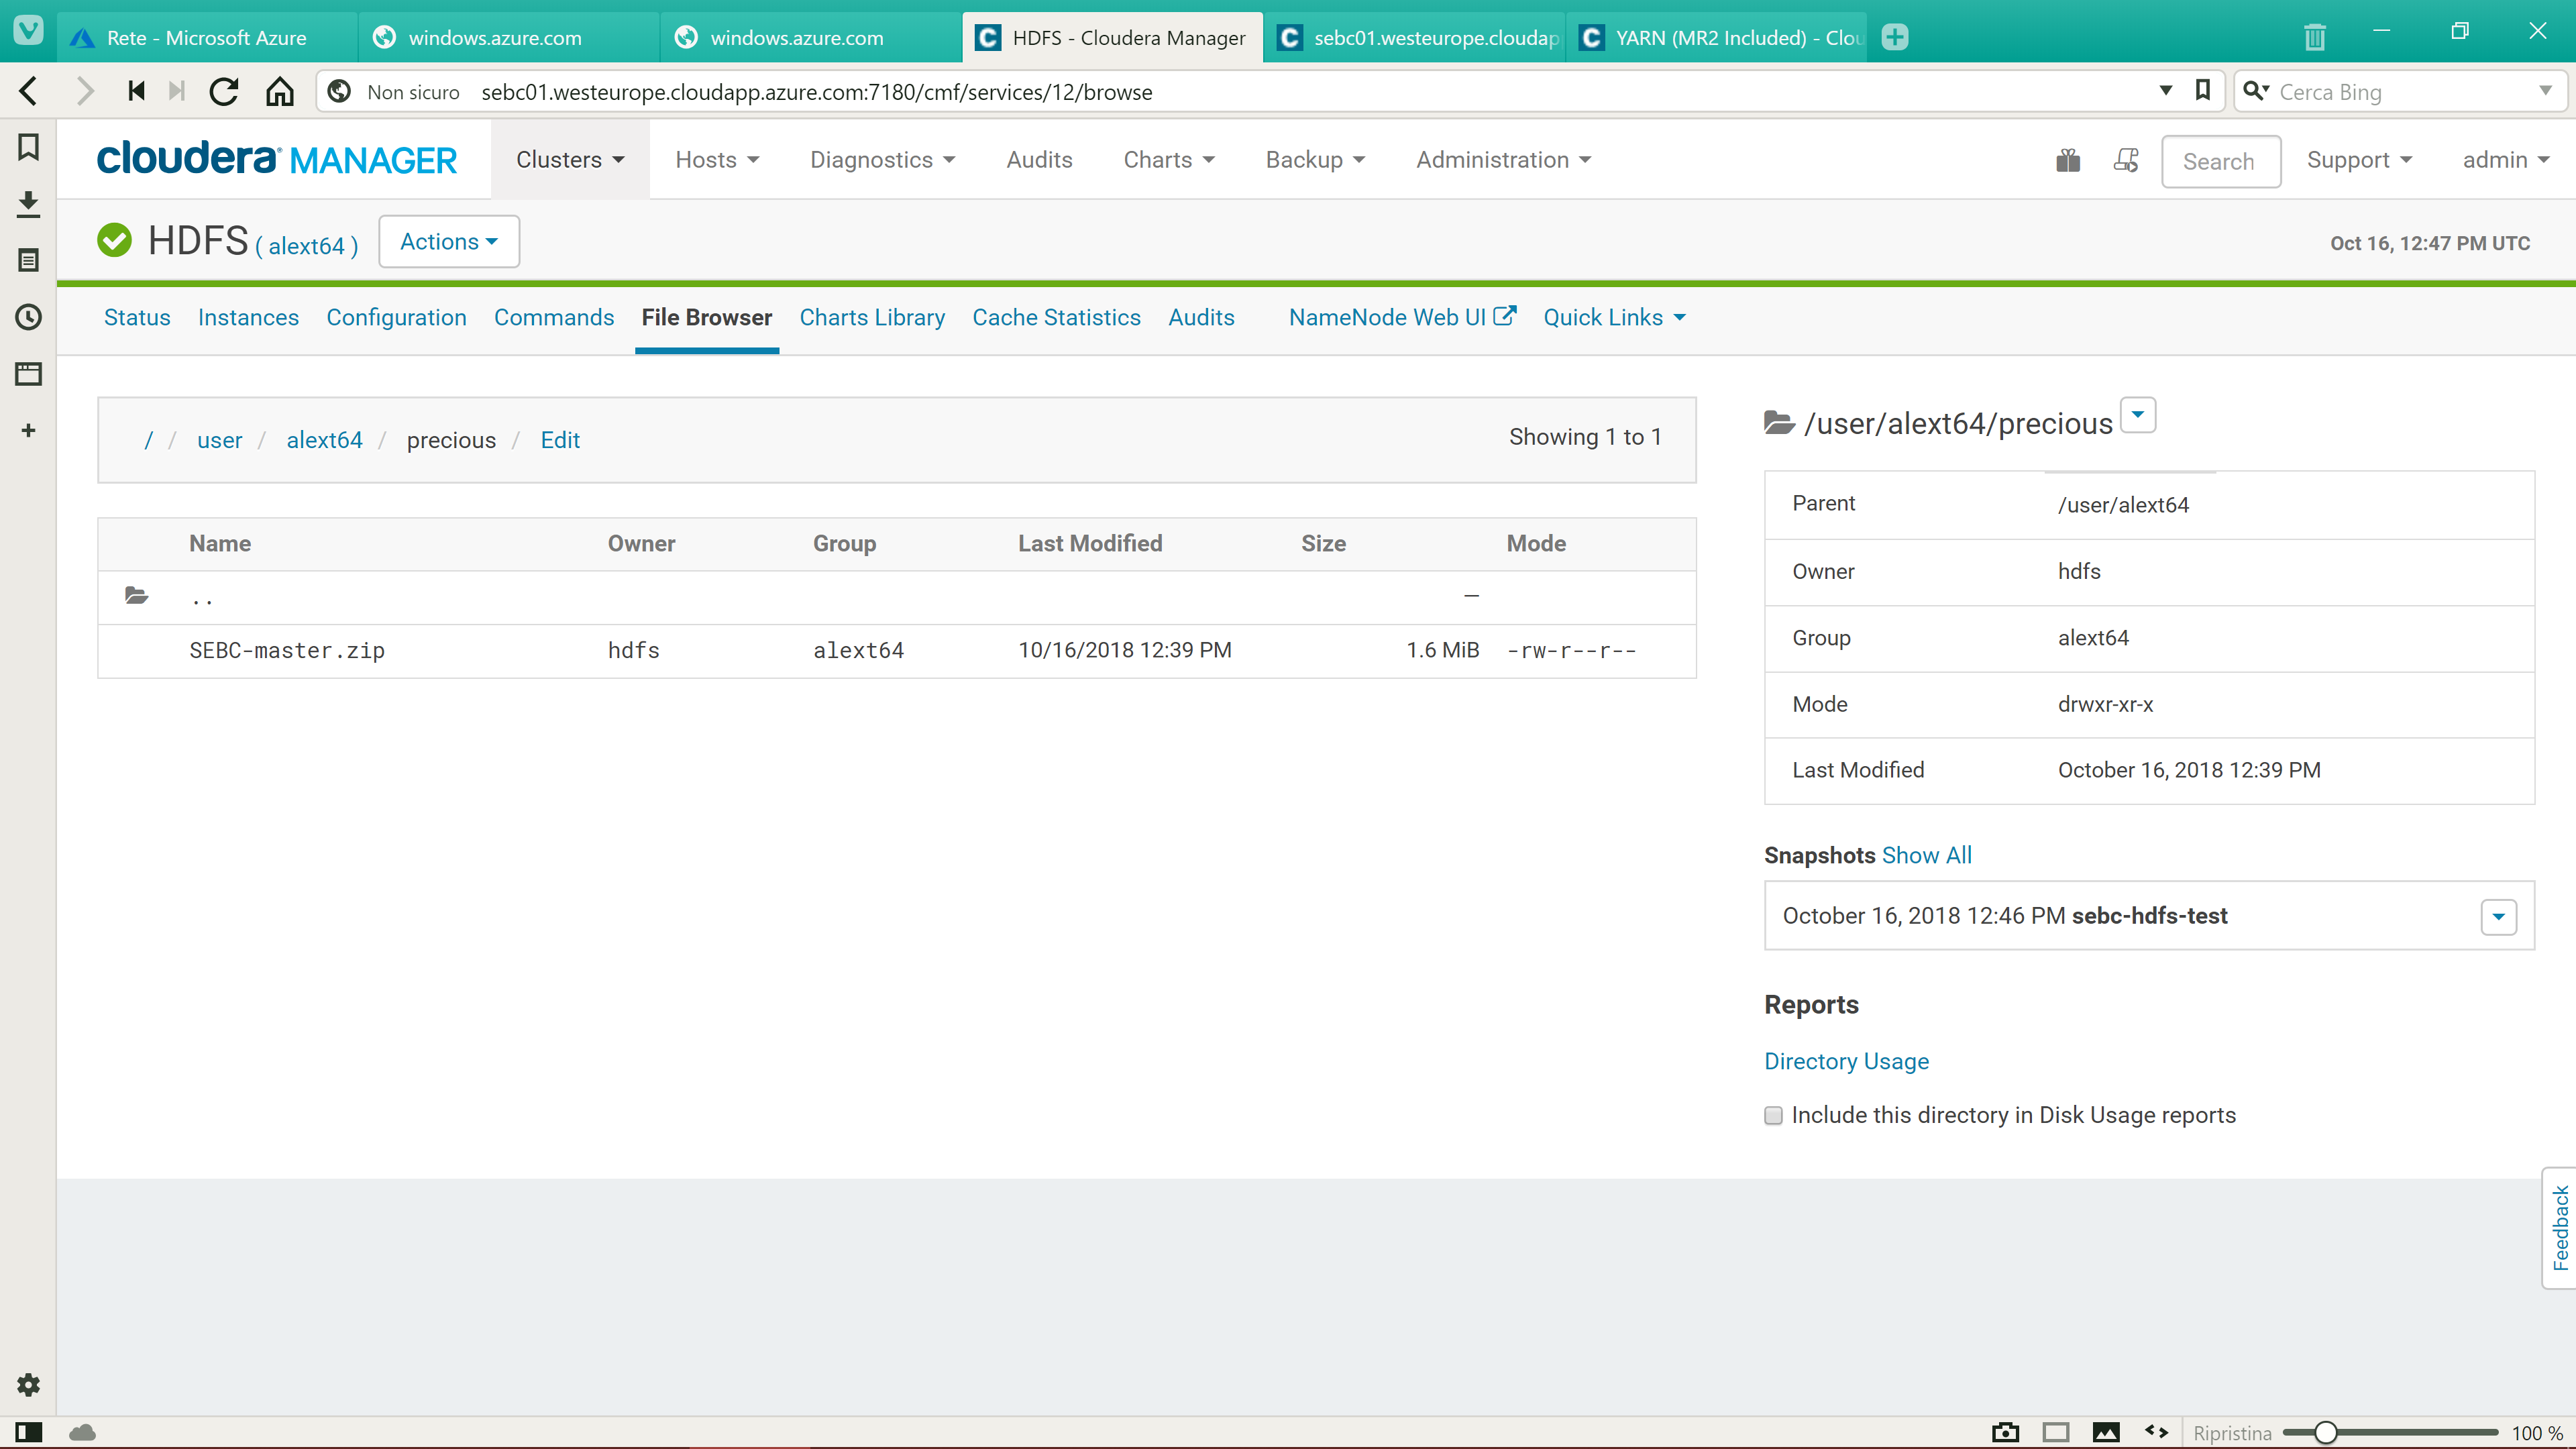 Rete - Microsoft Azure
windows.azure.com
windows.azure.com
HDFS - Cloudera Manager
sebc01.westeurope.cloudap
YARN (MR2 Included) - Clou
Non sicuro sebc01.westeurope.cloudapp.azure.com:7180/cmf/services/12/browse
Cerca Bing
cloudera MANAGER
Clusters Hosts Diagnostics Audits Charts Backup Administration
Search Support admin
HDFS ( alext64 ) Actions
Oct 16, 12:47 PM UTC
Status Instances Configuration Commands File Browser Charts Library Cache Statistics Audits NameNode Web UI Quick Links
/ / user / alext64 / precious / Edit
Showing 1 to 1
Name Owner Group Last Modified Size Mode
.. —
SEBC-master.zip hdfs alext64 10/16/2018 12:39 PM 1.6 MiB -rw-r--r--
/user/alext64/precious
Parent /user/alext64
Owner hdfs
Group alext64
Mode drwxr-xr-x
Last Modified October 16, 2018 12:39 PM
Snapshots Show All
October 16, 2018 12:46 PM sebc-hdfs-test
Reports
Directory Usage
Include this directory in Disk Usage reports
Feedback
Ripristina 100 %